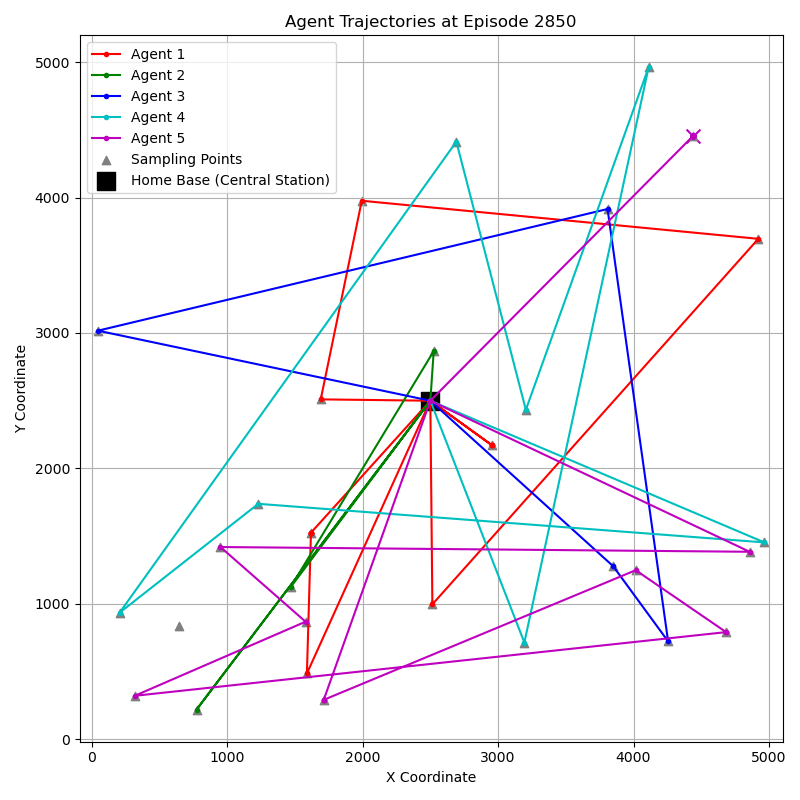 Agent Trajectories at Episode 2850
Agent 1
Agent 2
Agent 3
Agent 4
Agent 5
Sampling Points
Home Base (Central Station)
5000
4000
3000
2000
1000
0
Y Coordinate
0 1000 2000 3000 4000 5000
X Coordinate